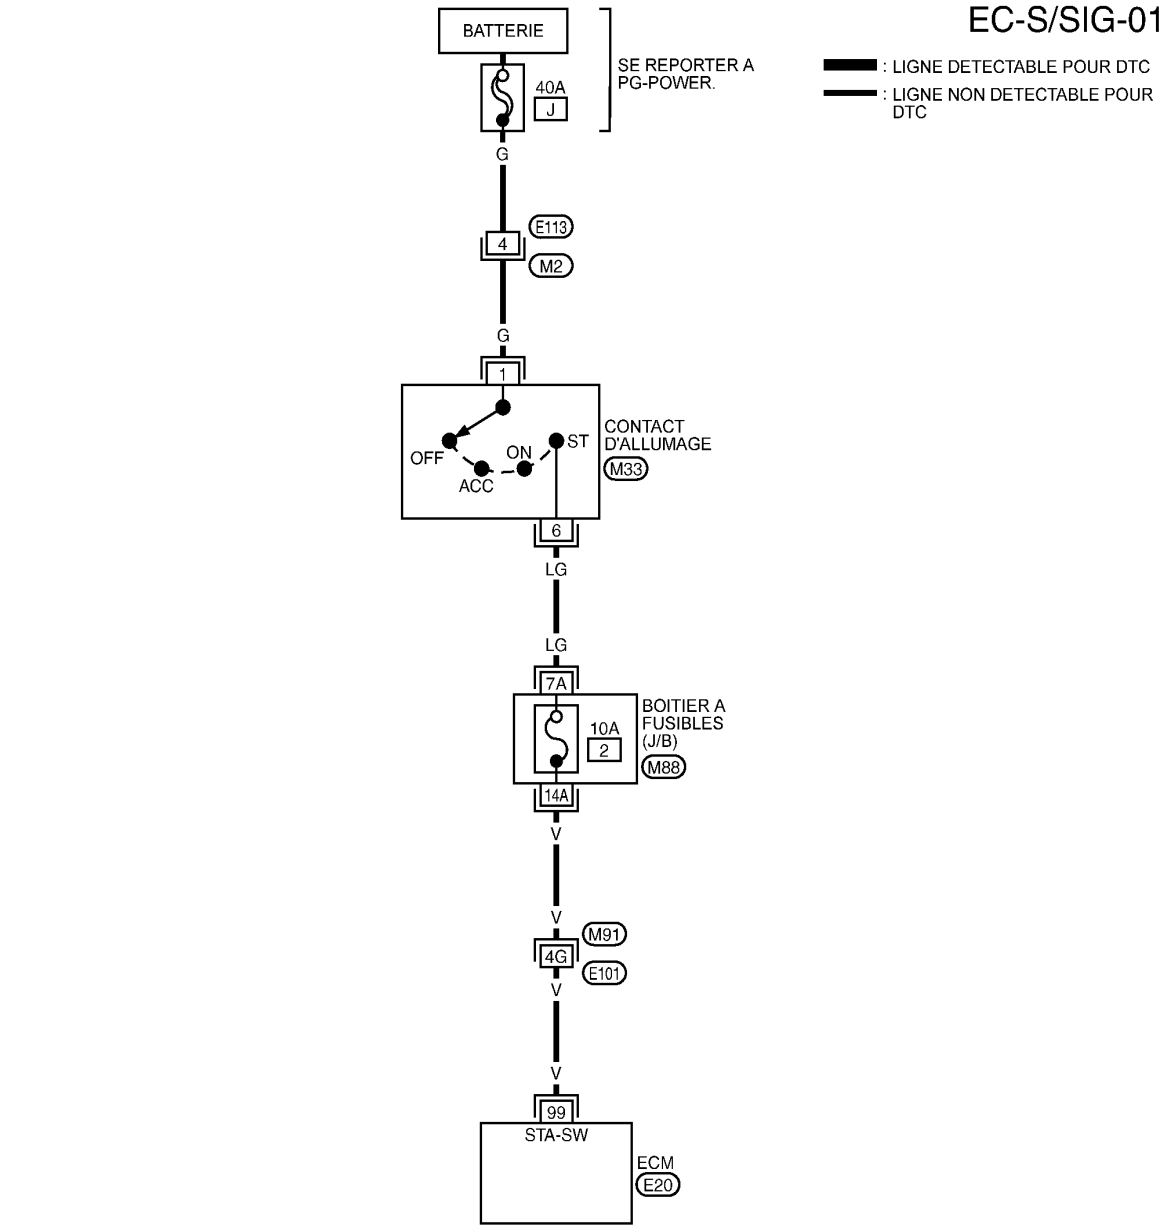 EC-S/SIG-01
BATTERIE
SE REPORTER A
PG-POWER.
: LIGNE DETECTABLE POUR DTC
: LIGNE NON DETECTABLE POUR
DTC
40A
J
G
E113
4
M2
G
1
CONTACT
D'ALLUMAGE
M33
OFF
ACC
ON
ST
6
LG
LG
7A
BOITIER A
FUSIBLES
(J/B)
M88
10A
2
14A
V
V
M91
4G
E101
V
V
99
STA-SW
ECM
E20